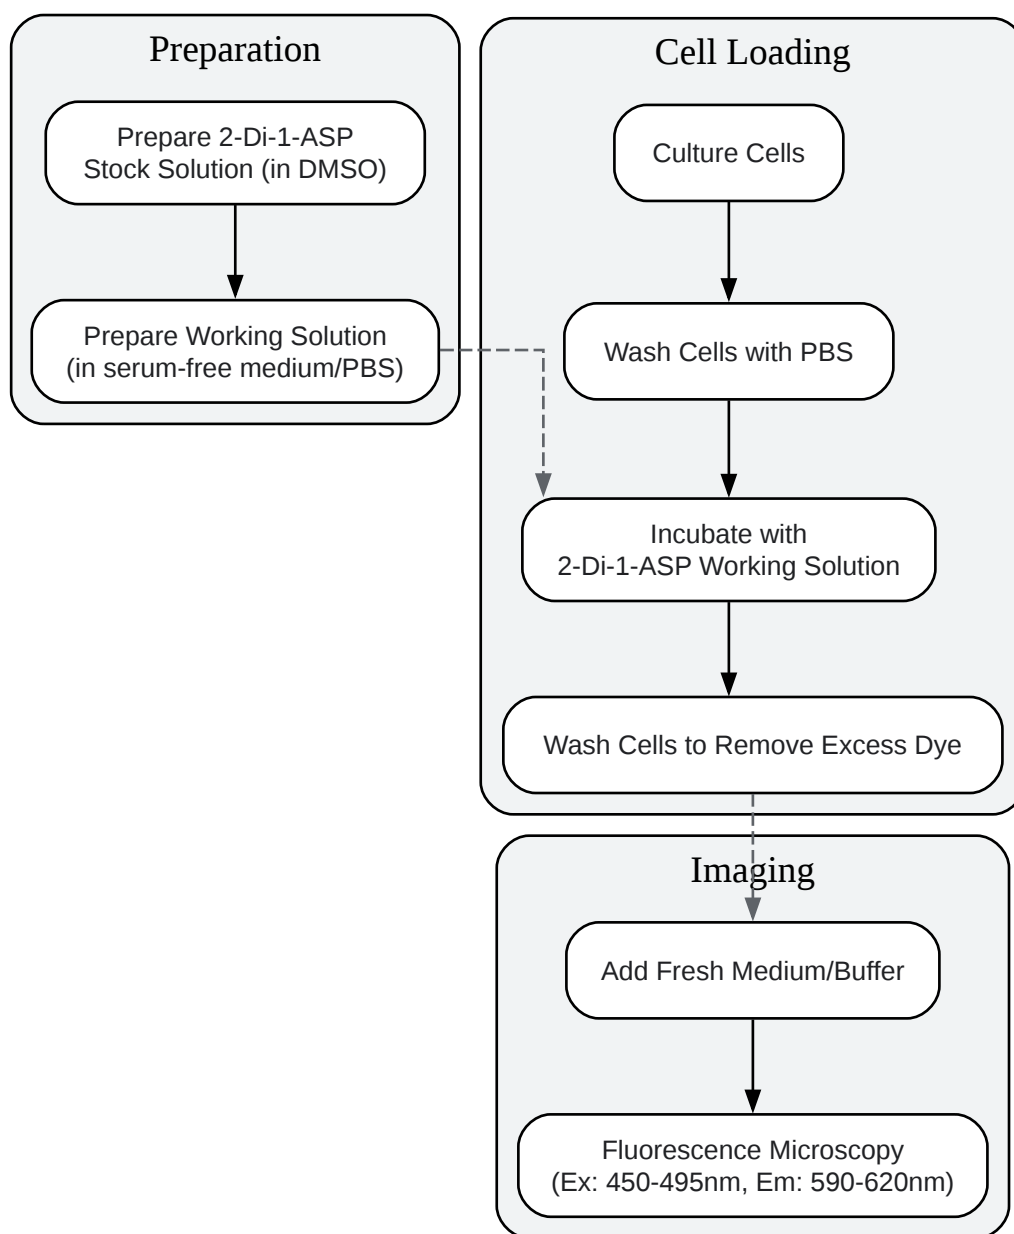 Preparation
Prepare 2-Di-1-ASP
Stock Solution (in DMSO)
Prepare Working Solution
(in serum-free medium/PBS)
Cell Loading
Culture Cells
Wash Cells with PBS
Incubate with
2-Di-1-ASP Working Solution
Wash Cells to Remove Excess Dye
Imaging
Add Fresh Medium/Buffer
Fluorescence Microscopy
(Ex: 450-495nm, Em: 590-620nm)